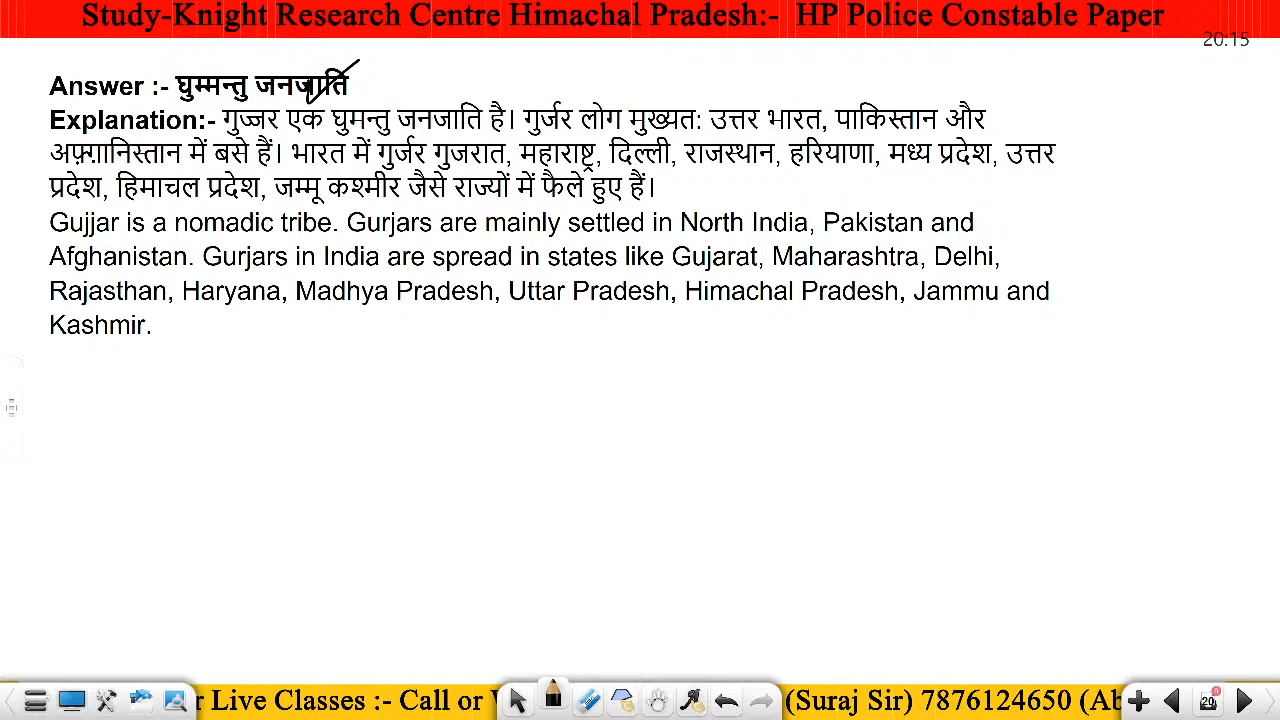 Study-Knight Research Centre Himachal Pradesh:- HP Police Constable Paper
20:15
Answer :- घुम्मन्तु जनजाति
Explanation:- गुज्जर एक घुमन्तु जनजाति है। गुर्जर लोग मुख्यत: उत्तर भारत, पाकिस्तान और
अफ़्ग़ानिस्तान में बसे हैं। भारत में गुर्जर गुजरात, महाराष्ट्र, दिल्ली, राजस्थान, हरियाणा, मध्य प्रदेश, उत्तर
प्रदेश, हिमाचल प्रदेश, जम्मू कश्मीर जैसे राज्यों में फैले हुए हैं।
Gujjar is a nomadic tribe. Gurjars are mainly settled in North India, Pakistan and
Afghanistan. Gurjars in India are spread in states like Gujarat, Maharashtra, Delhi,
Rajasthan, Haryana, Madhya Pradesh, Uttar Pradesh, Himachal Pradesh, Jammu and
Kashmir.
r Live Classes :- Call or (Suraj Sir) 7876124650 (Ab 20